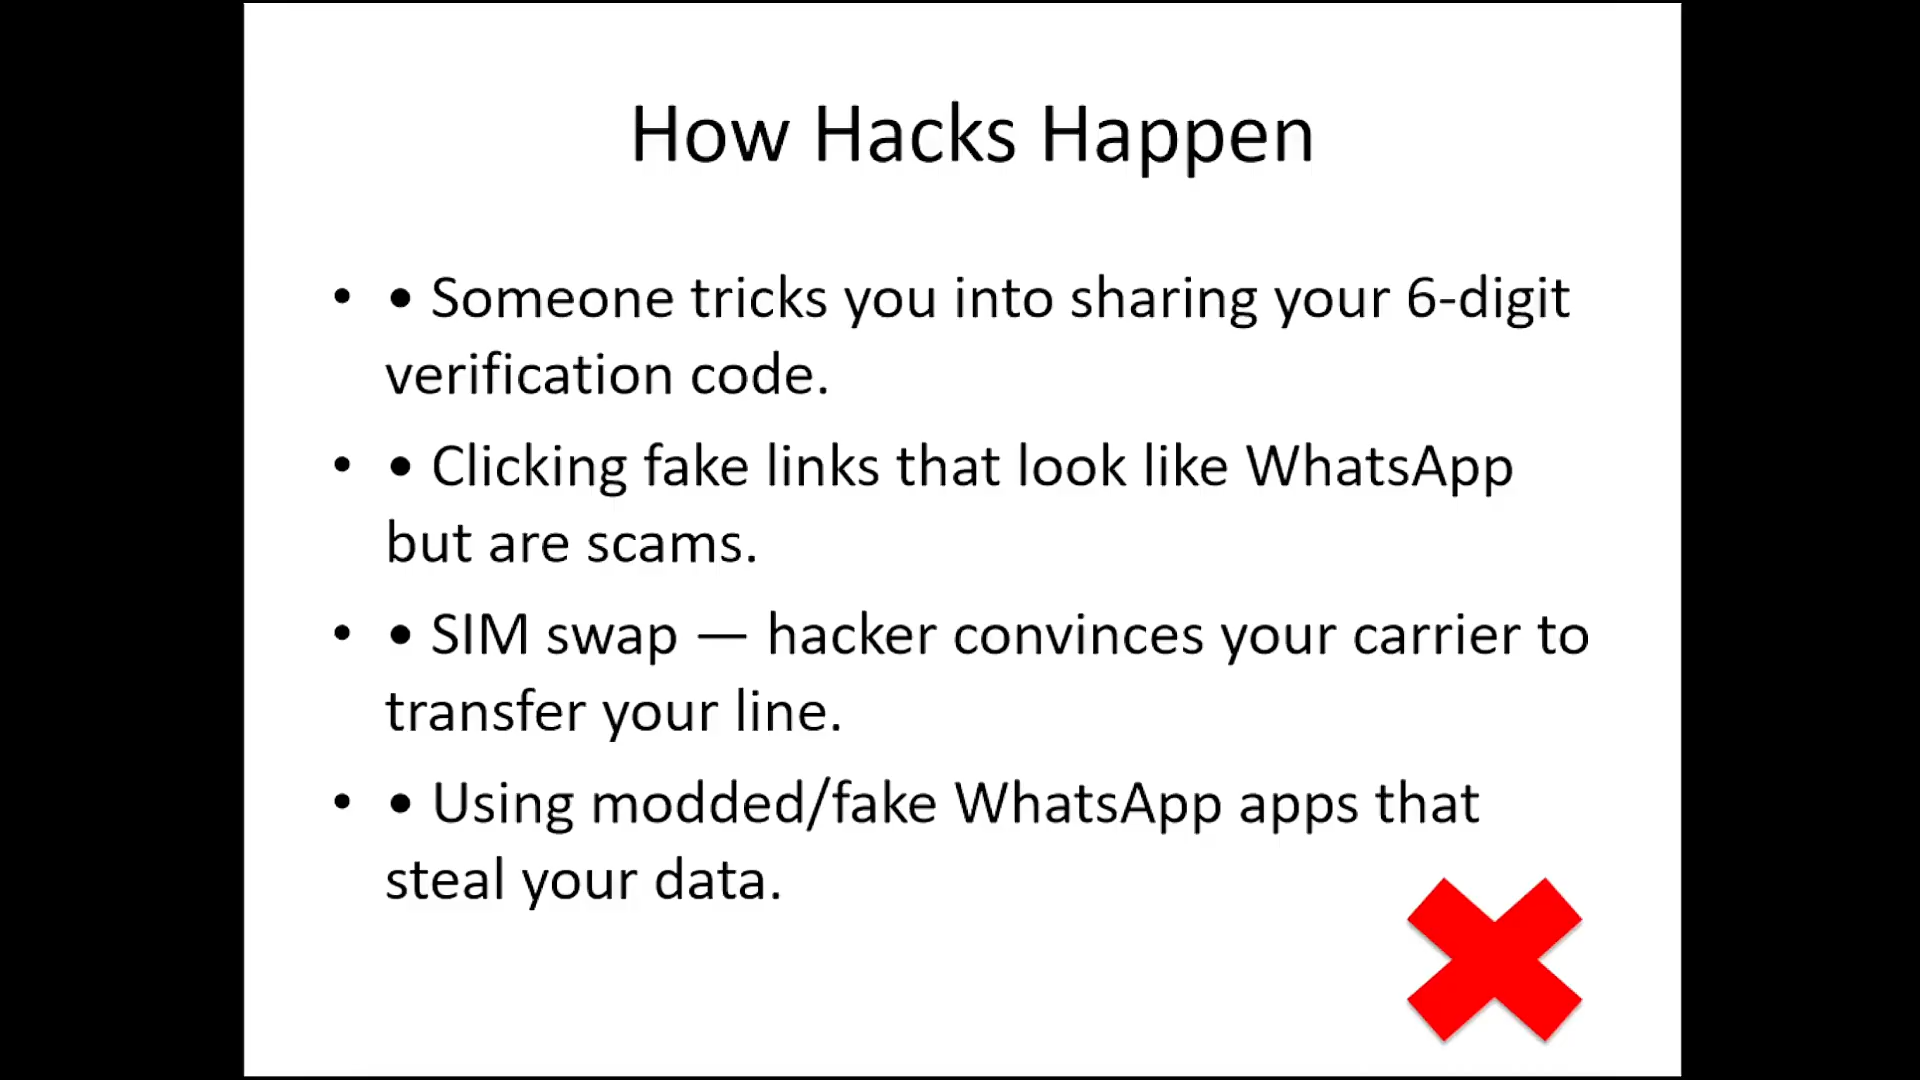 How Hacks Happen
• • Someone tricks you into sharing your 6-digit
verification code.
• • Clicking fake links that look like WhatsApp
but are scams.
• • SIM swap — hacker convinces your carrier to
transfer your line.
• • Using modded/fake WhatsApp apps that
steal your data.